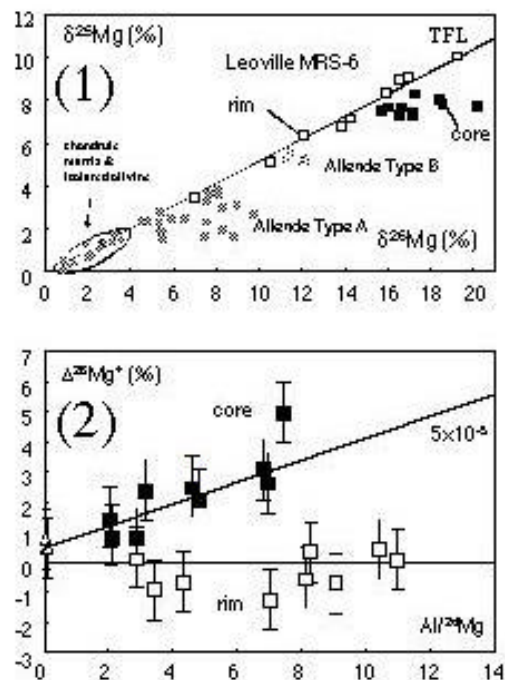 12
δ²⁵Mg (‰)
TFL
10
(1)
Leoville MRS-6
8
rim
core
6
chondrule
Allende Type B
4
2
Allende Type A
δ²⁶Mg (‰)
0
0 2 4 6 8 10 12 14 16 18 20
7
Δ²⁶Mg* (‰)
6
(2)
core
5
5×10⁻⁵
4
3
2
1
0
-1
rim
-2
Al/²⁴Mg
-3
0 2 4 6 8 10 12 14